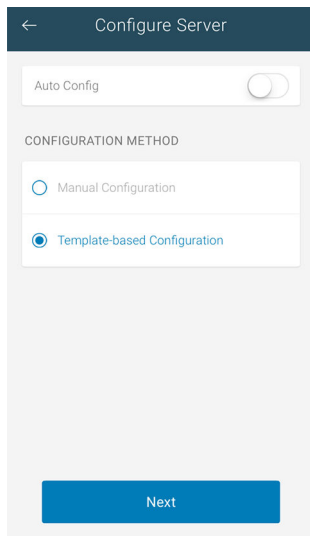 Configure Server
Auto Config
CONFIGURATION METHOD
Manual Configuration
Template-based Configuration
Next